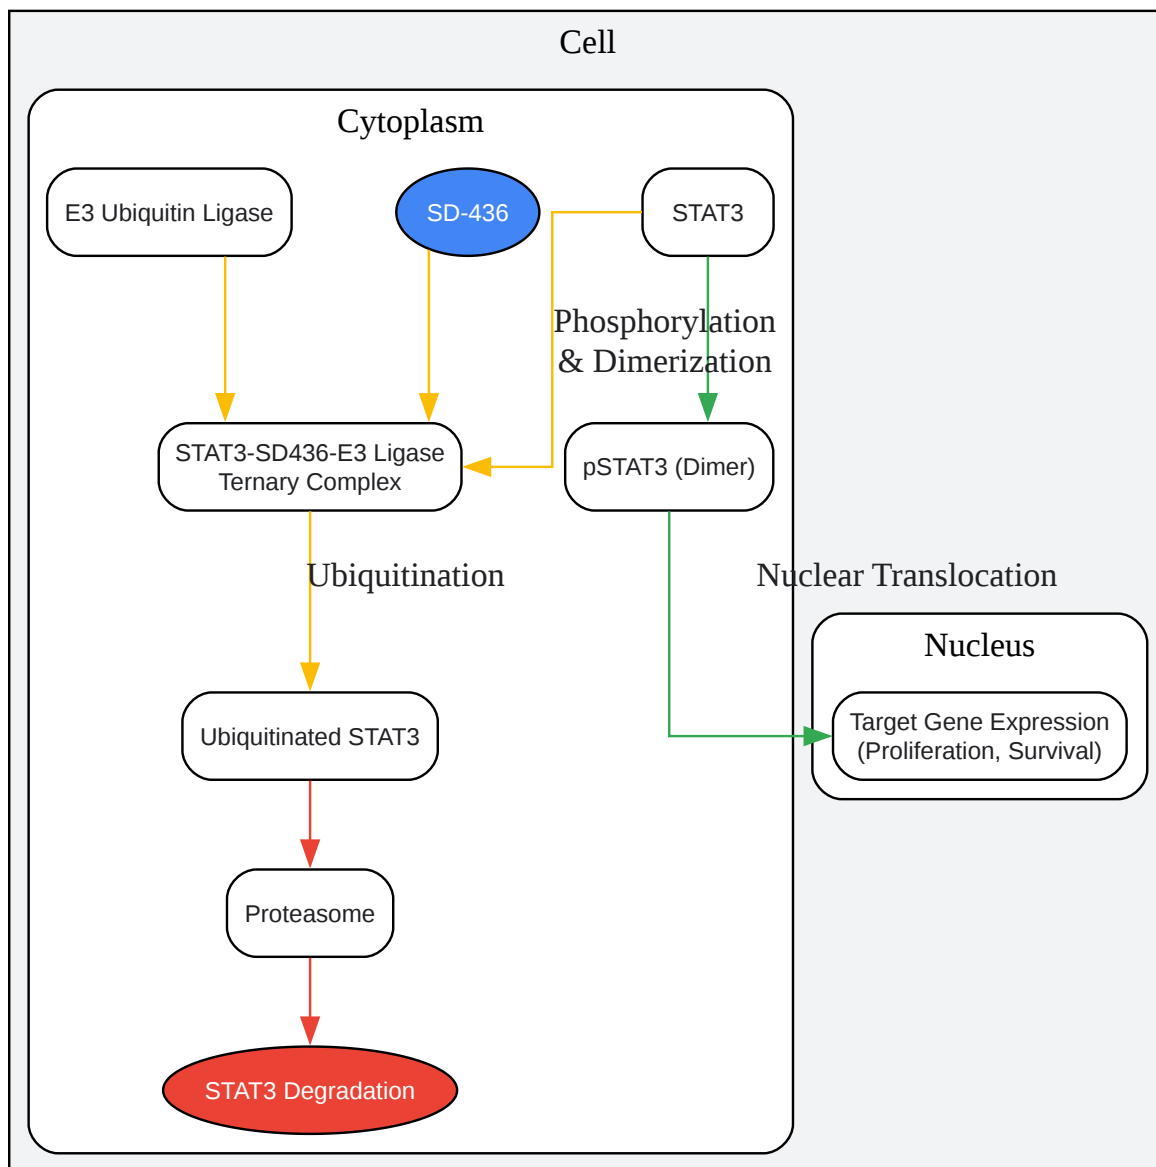 Cell
Cytoplasm
E3 Ubiquitin Ligase
SD-436
STAT3
Phosphorylation
& Dimerization
STAT3-SD436-E3 Ligase
Ternary Complex
pSTAT3 (Dimer)
Ubiquitination
Nuclear Translocation
Nucleus
Ubiquitinated STAT3
Target Gene Expression
(Proliferation, Survival)
Proteasome
STAT3 Degradation